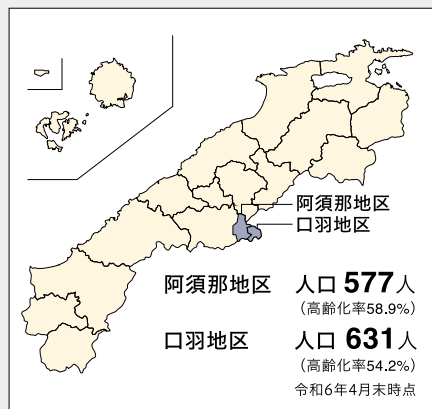 阿須那地区
口羽地区
阿須那地区 人口 577人
（高齢化率58.9%）
口羽地区 人口 631人
（高齢化率54.2%）
令和6年4月末時点